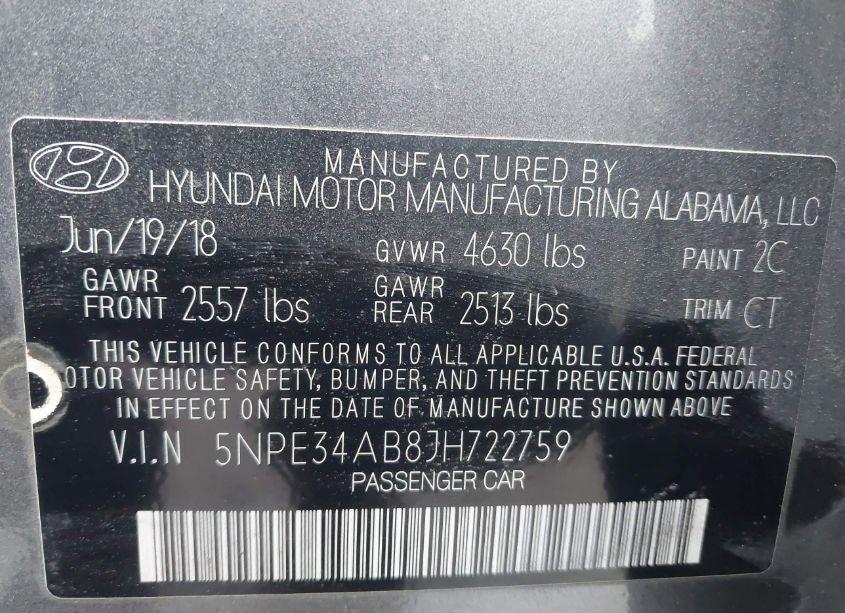 MANUFACTURED BY
HYUNDAI MOTOR MANUFACTURING ALABAMA, LLC
Jun/19/18 GVWR 4630 lbs PAINT 2C
GAWR FRONT 2557 lbs GAWR REAR 2513 lbs TRIM CT
THIS VEHICLE CONFORMS TO ALL APPLICABLE U.S.A. FEDERAL
OTOR VEHICLE SAFETY, BUMPER, AND THEFT PREVENTION STANDARDS
IN EFFECT ON THE DATE OF MANUFACTURE SHOWN ABOVE
V.I.N 5NPE34AB8JH722759
PASSENGER CAR